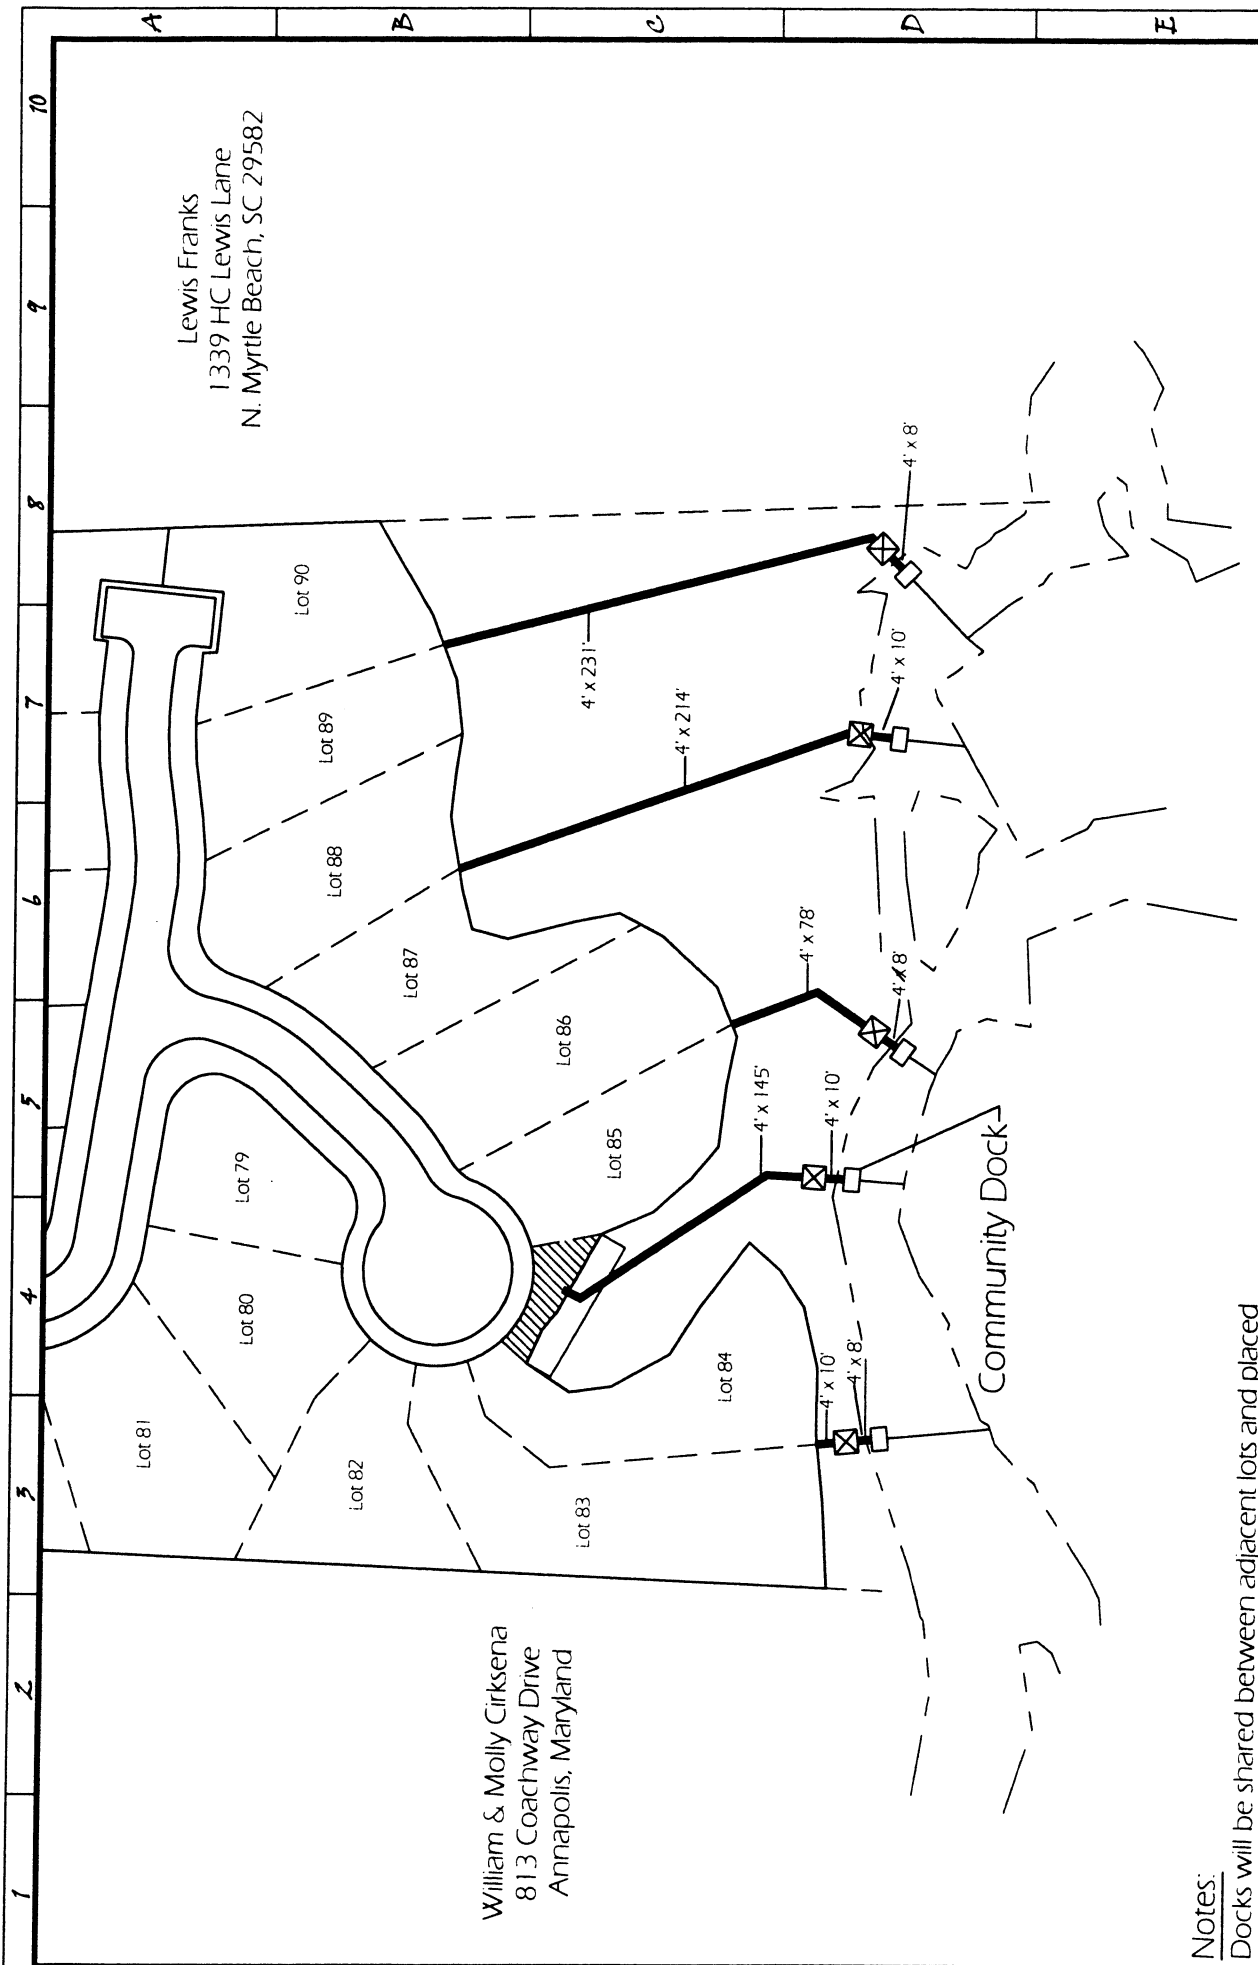 1
2
3
4
5
6
7
8
9
10
A
B
C
D
E
Lewis Franks
1339 HC Lewis Lane
N. Myrtle Beach, SC 29582
William & Molly Cirksena
813 Coachway Drive
Annapolis, Maryland
Lot 79
Lot 80
Lot 81
Lot 82
Lot 83
Lot 84
Lot 85
Lot 86
Lot 87
Lot 88
Lot 89
Lot 90
4' x 10'
4' x 8'
4' x 145'
4' x 10'
4' x 78'
4' x 8'
4' x 214'
4' x 10'
4' x 231'
4' x 8'
Community Dock
Notes:
Docks will be shared between adjacent lots and placed